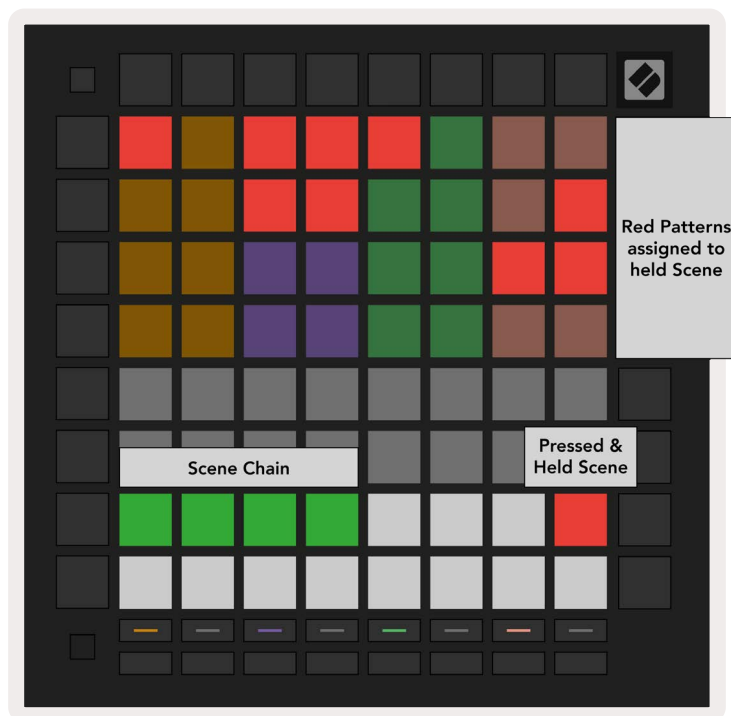 Red Patterns
assigned to
held Scene
Pressed &
Held Scene
Scene Chain